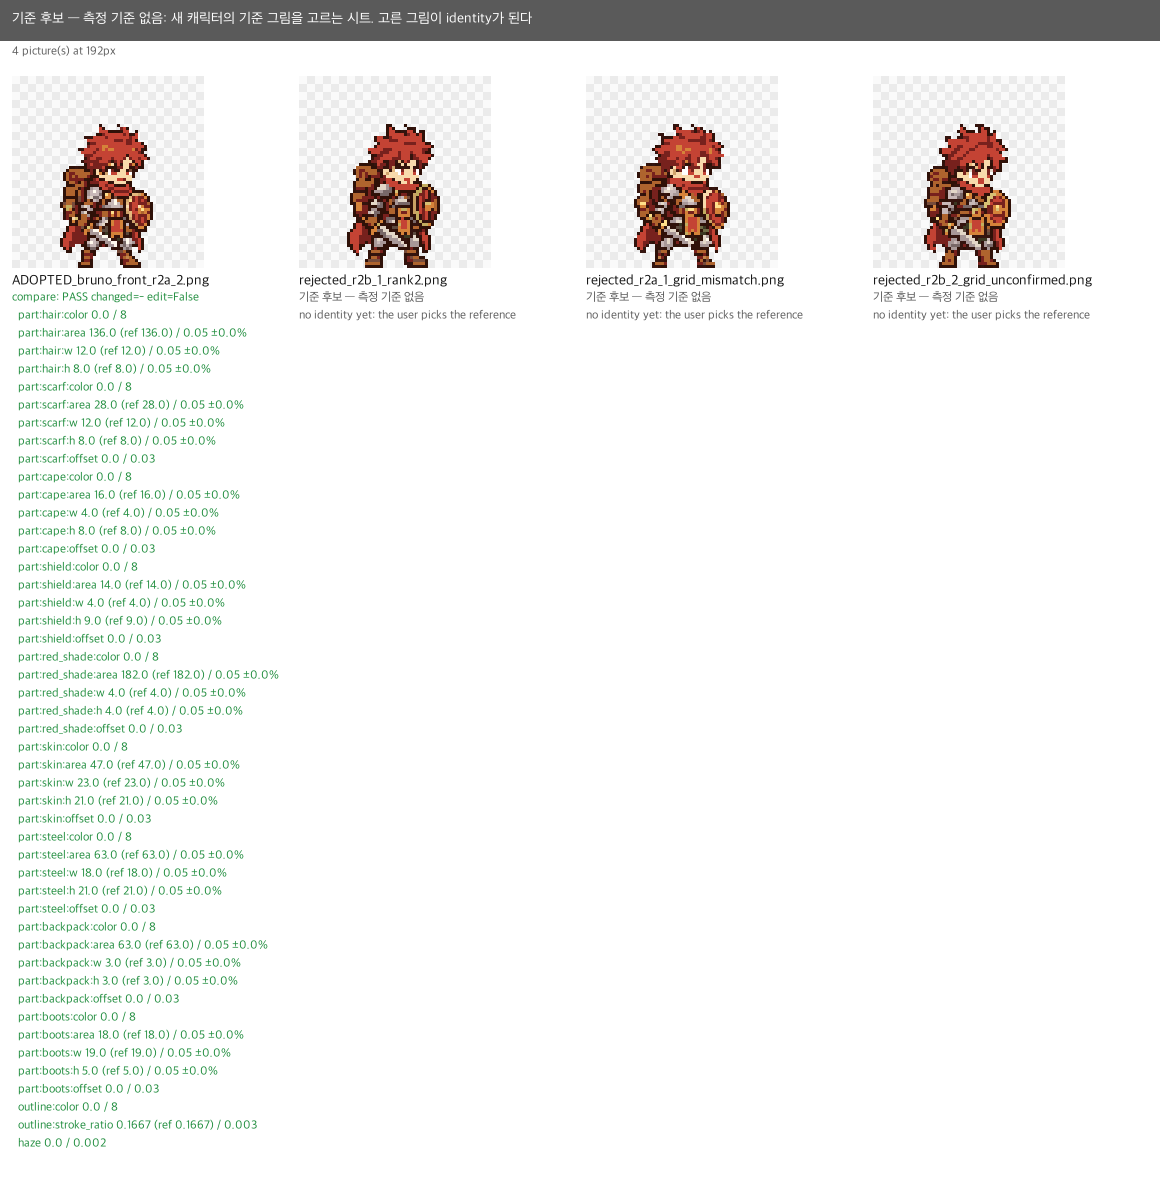 기준 후보 — 측정 기준 없음: 새 캐릭터의 기준 그림을 고르는 시트. 고른 그림이 identity가 된다
4 picture(s) at 192px
ADOPTED_bruno_front_r2a_2.png
compare: PASS changed=- edit=False
part:hair:color 0.0 / 8
part:hair:area 136.0 (ref 136.0) / 0.05 ±0.0%
part:hair:w 12.0 (ref 12.0) / 0.05 ±0.0%
part:hair:h 8.0 (ref 8.0) / 0.05 ±0.0%
part:scarf:color 0.0 / 8
part:scarf:area 28.0 (ref 28.0) / 0.05 ±0.0%
part:scarf:w 12.0 (ref 12.0) / 0.05 ±0.0%
part:scarf:h 8.0 (ref 8.0) / 0.05 ±0.0%
part:scarf:offset 0.0 / 0.03
part:cape:color 0.0 / 8
part:cape:area 16.0 (ref 16.0) / 0.05 ±0.0%
part:cape:w 4.0 (ref 4.0) / 0.05 ±0.0%
part:cape:h 8.0 (ref 8.0) / 0.05 ±0.0%
part:cape:offset 0.0 / 0.03
part:shield:color 0.0 / 8
part:shield:area 14.0 (ref 14.0) / 0.05 ±0.0%
part:shield:w 4.0 (ref 4.0) / 0.05 ±0.0%
part:shield:h 9.0 (ref 9.0) / 0.05 ±0.0%
part:shield:offset 0.0 / 0.03
part:red_shade:color 0.0 / 8
part:red_shade:area 182.0 (ref 182.0) / 0.05 ±0.0%
part:red_shade:w 4.0 (ref 4.0) / 0.05 ±0.0%
part:red_shade:h 4.0 (ref 4.0) / 0.05 ±0.0%
part:red_shade:offset 0.0 / 0.03
part:skin:color 0.0 / 8
part:skin:area 47.0 (ref 47.0) / 0.05 ±0.0%
part:skin:w 23.0 (ref 23.0) / 0.05 ±0.0%
part:skin:h 21.0 (ref 21.0) / 0.05 ±0.0%
part:skin:offset 0.0 / 0.03
part:steel:color 0.0 / 8
part:steel:area 63.0 (ref 63.0) / 0.05 ±0.0%
part:steel:w 18.0 (ref 18.0) / 0.05 ±0.0%
part:steel:h 21.0 (ref 21.0) / 0.05 ±0.0%
part:steel:offset 0.0 / 0.03
part:backpack:color 0.0 / 8
part:backpack:area 63.0 (ref 63.0) / 0.05 ±0.0%
part:backpack:w 3.0 (ref 3.0) / 0.05 ±0.0%
part:backpack:h 3.0 (ref 3.0) / 0.05 ±0.0%
part:backpack:offset 0.0 / 0.03
part:boots:color 0.0 / 8
part:boots:area 18.0 (ref 18.0) / 0.05 ±0.0%
part:boots:w 19.0 (ref 19.0) / 0.05 ±0.0%
part:boots:h 5.0 (ref 5.0) / 0.05 ±0.0%
part:boots:offset 0.0 / 0.03
outline:color 0.0 / 8
outline:stroke_ratio 0.1667 (ref 0.1667) / 0.003
haze 0.0 / 0.002
rejected_r2b_1_rank2.png
기준 후보 — 측정 기준 없음
no identity yet: the user picks the reference
rejected_r2a_1_grid_mismatch.png
기준 후보 — 측정 기준 없음
no identity yet: the user picks the reference
rejected_r2b_2_grid_unconfirmed.png
기준 후보 — 측정 기준 없음
no identity yet: the user picks the reference